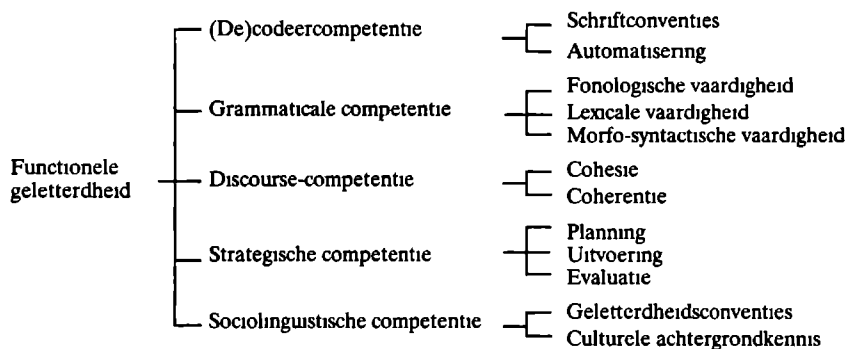 (De)codeercompetentie
Schriftconventies
Automatisering
Grammaticale competentie
Fonologische vaardigheid
Lexicale vaardigheid
Morfo-syntactische vaardigheid
Functionele
geletterdheid
Discourse-competentie
Cohesie
Coherentie
Strategische competentie
Planning
Uitvoering
Evaluatie
Sociolinguistische competentie
Geletterdheidsconventies
Culturele achtergrondkennis